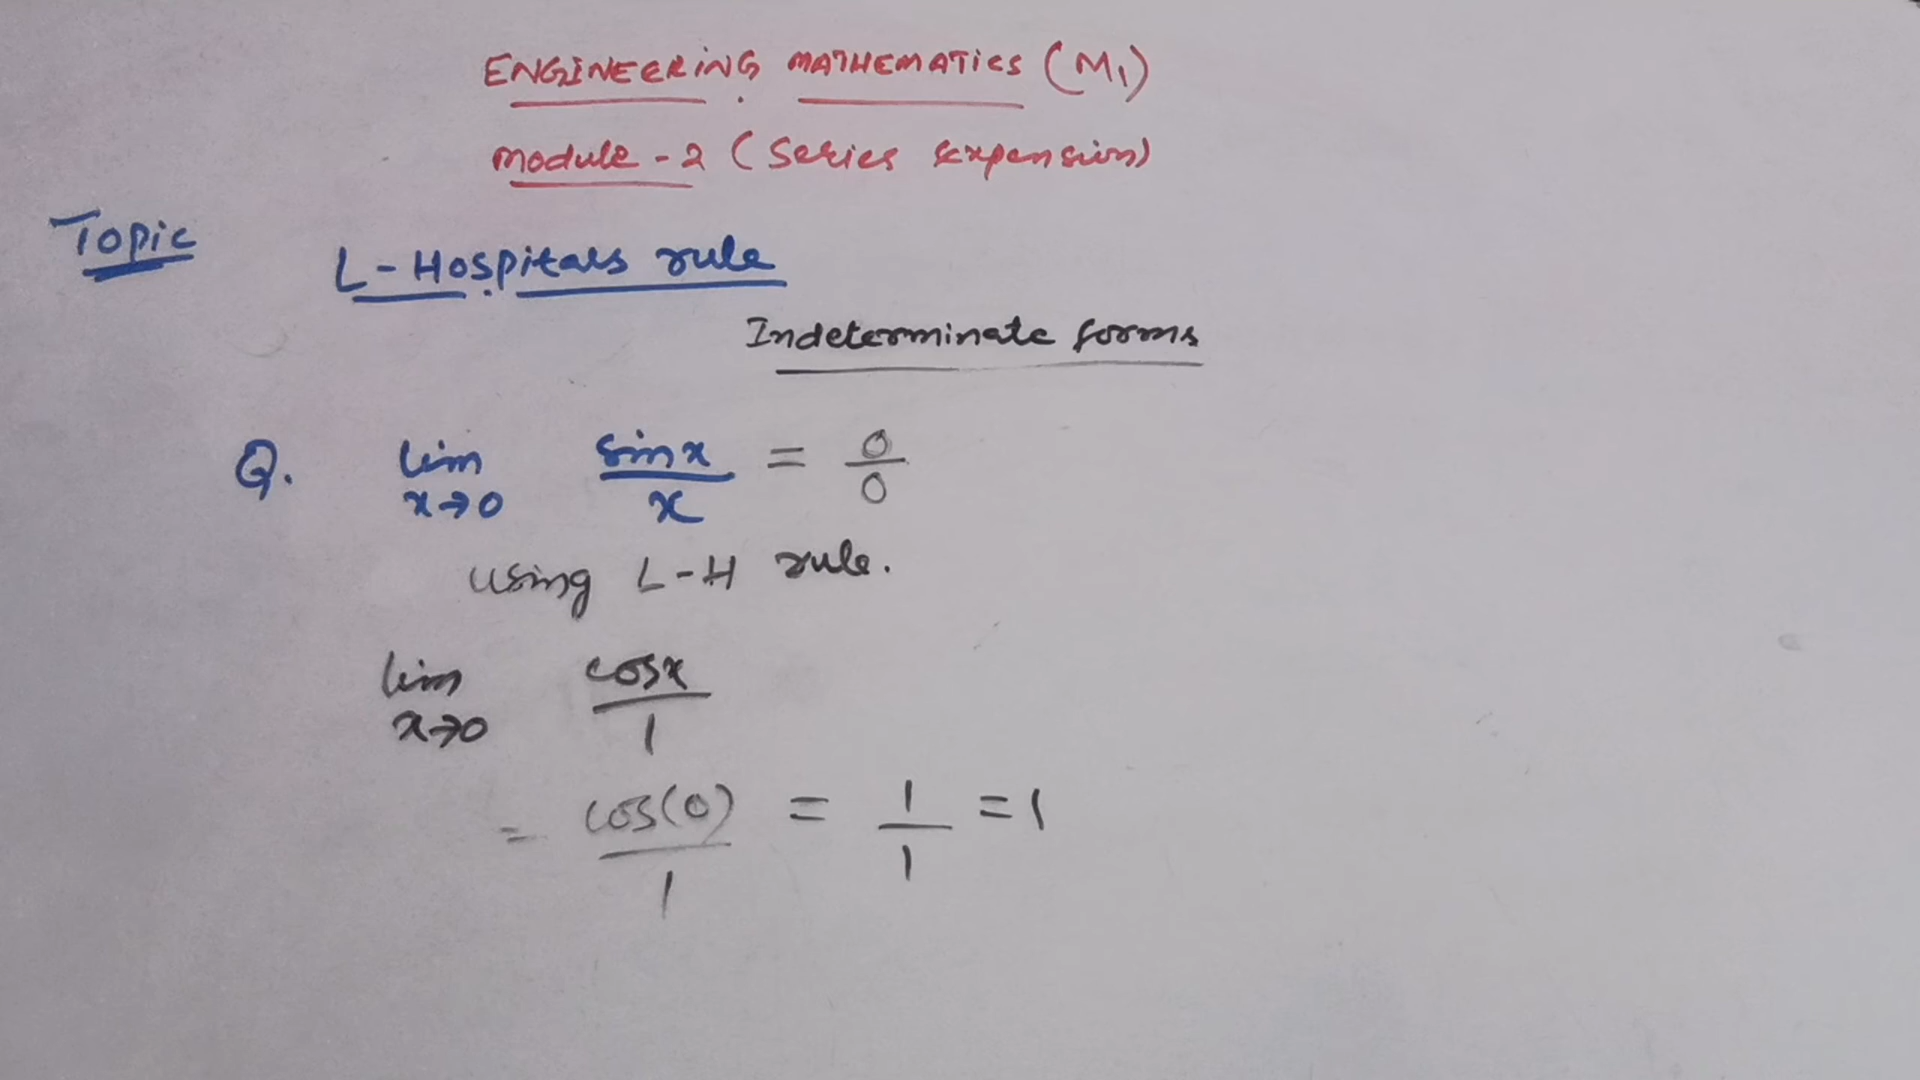 ENGINEERING MATHEMATICS (M₁)
Module - 2 (Series Expension)
Topic
L-Hospitals rule
Indeterminate forms
Q. lim x→0 sinx/x = 0/0
using L-H rule.
lim x→0 cosx/1
= cos(0)/1 = 1/1 = 1